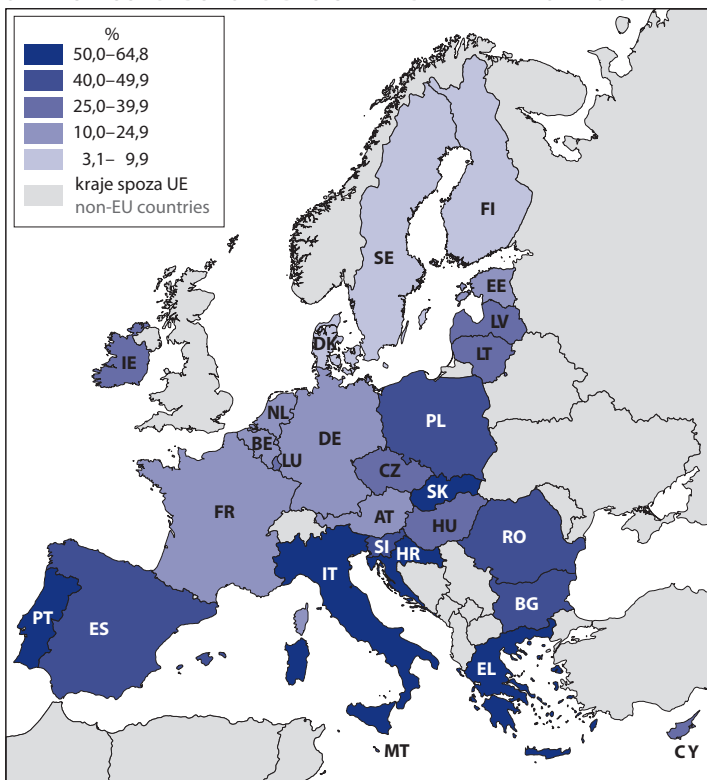 %
50,0–64,8
40,0–49,9
25,0–39,9
10,0–24,9
3,1– 9,9
kraje spoza UE
non-EU countries
FI
SE
EE
LV
DK
LT
IE
NL
PL
DE
BE
LU
CZ
SK
FR
AT
HU
RO
SI
HR
IT
BG
PT
ES
EL
MT
CY